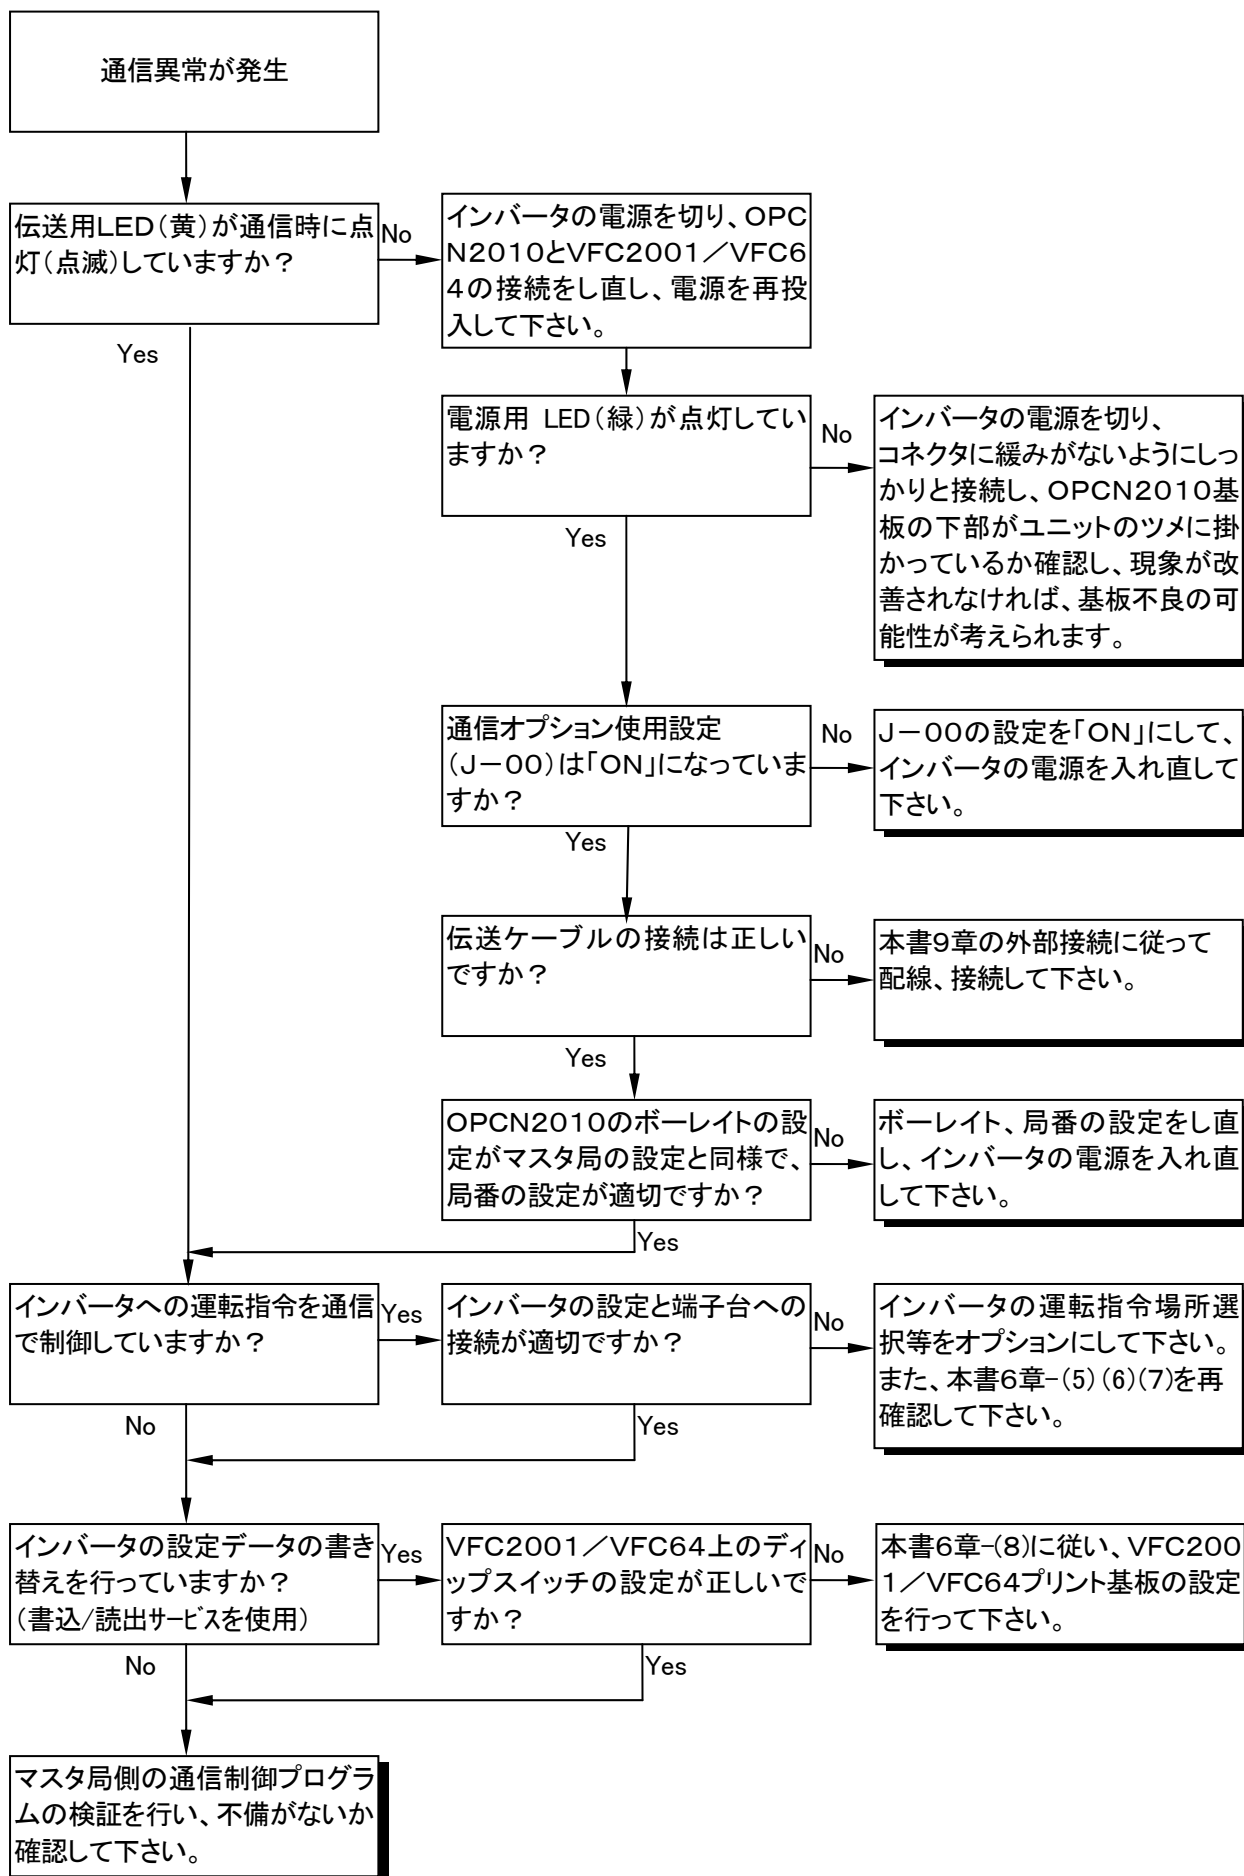 通信異常が発生
伝送用LED(黄)が通信時に点
灯(点滅)していますか？
No
インバータの電源を切り、OPC
N2010とVFC2001／VFC6
4の接続をし直し、電源を再投
入して下さい。
Yes
電源用 LED(緑)が点灯してい
ますか？
No
インバータの電源を切り、
コネクタに緩みがないようにしっ
かりと接続し、OPCN2010基
板の下部がユニットのツメに掛
かっているか確認し、現象が改
善されなければ、基板不良の可
能性が考えられます。
Yes
通信オプション使用設定
(J－00)は「ON」になっていま
すか？
No
J－00の設定を「ON」にして、
インバータの電源を入れ直して
下さい。
Yes
伝送ケーブルの接続は正しい
ですか？
No
本書9章の外部接続に従って
配線、接続して下さい。
Yes
OPCN2010のボーレイトの設
定がマスタ局の設定と同様で、
局番の設定が適切ですか？
No
ボーレイト、局番の設定をし直
し、インバータの電源を入れ直
して下さい。
Yes
インバータへの運転指令を通信
で制御していますか？
Yes
インバータの設定と端子台への
接続が適切ですか？
No
インバータの運転指令場所選
択等をオプションにして下さい。
また、本書6章-(5)(6)(7)を再
確認して下さい。
No
Yes
インバータの設定データの書き
替えを行っていますか？
(書込/読出サービスを使用)
Yes
VFC2001／VFC64上のディ
ップスイッチの設定が正しいで
すか？
No
本書6章-(8)に従い、VFC200
1／VFC64プリント基板の設定
を行って下さい。
No
Yes
マスタ局側の通信制御プログラ
ムの検証を行い、不備がないか
確認して下さい。